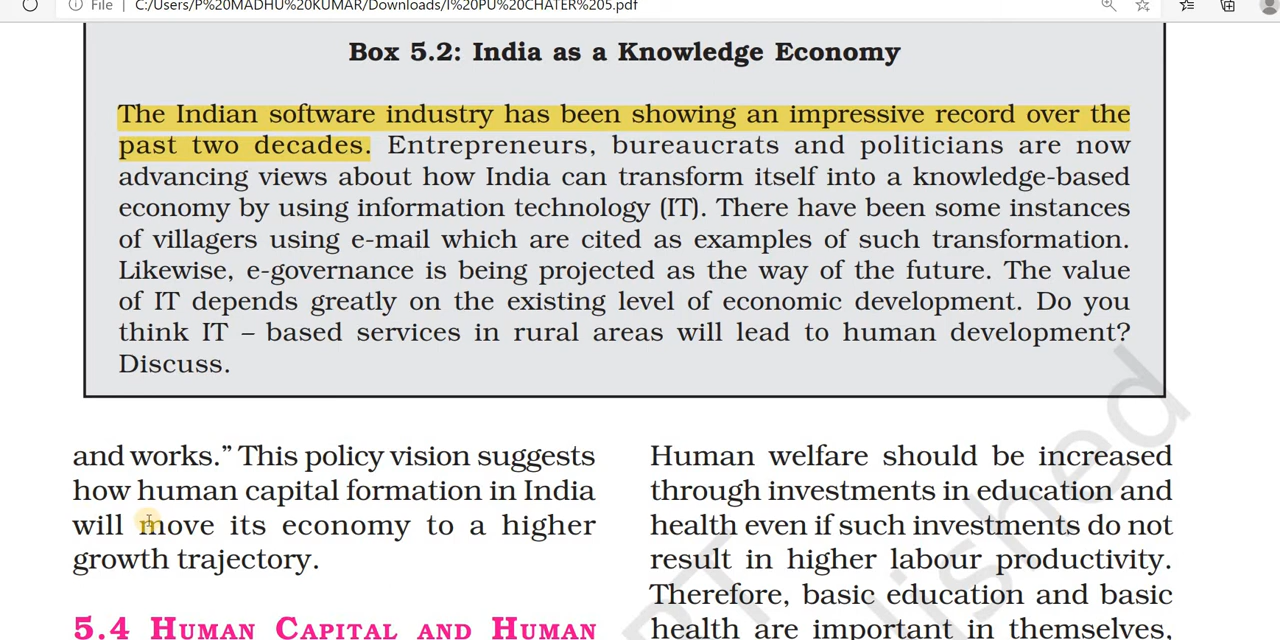 File C:/Users/P%20MADHU%20KUMAR/Downloads/I%20PU%20CHATER%205.pdf
Box 5.2: India as a Knowledge Economy
The Indian software industry has been showing an impressive record over the
past two decades. Entrepreneurs, bureaucrats and politicians are now
advancing views about how India can transform itself into a knowledge-based
economy by using information technology (IT). There have been some instances
of villagers using e-mail which are cited as examples of such transformation.
Likewise, e-governance is being projected as the way of the future. The value
of IT depends greatly on the existing level of economic development. Do you
think IT – based services in rural areas will lead to human development?
Discuss.
and works.” This policy vision suggests
how human capital formation in India
will move its economy to a higher
growth trajectory.
5.4 Human Capital and Human
Human welfare should be increased
through investments in education and
health even if such investments do not
result in higher labour productivity.
Therefore, basic education and basic
health are important in themselves,